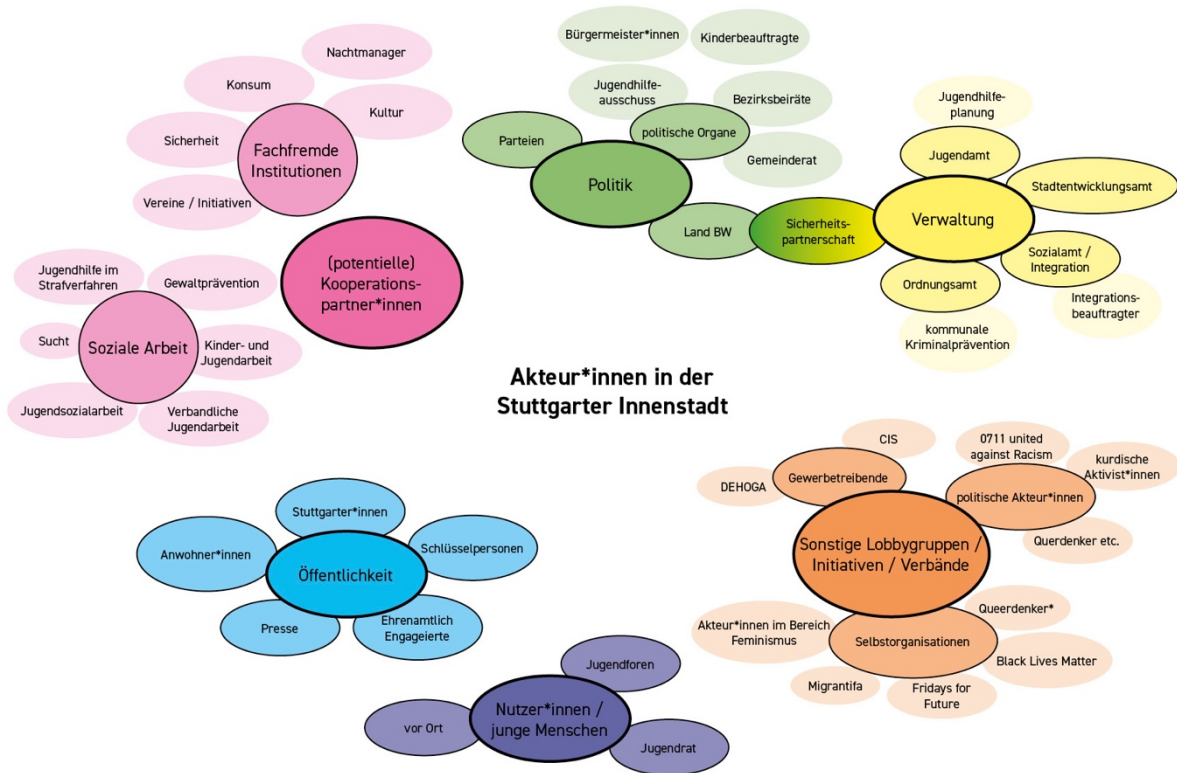 Nachtmanager
Konsum
Kultur
Sicherheit
Fachfremde
Institutionen
Vereine / Initiativen
(potentielle)
Kooperations-
partner*innen
Jugendhilfe im
Strafverfahren
Gewaltprävention
Sucht
Soziale Arbeit
Kinder- und
Jugendarbeit
Jugendsozialarbeit
Verbandliche
Jugendarbeit
Bürgermeister*innen
Kinderbeauftragte
Jugendhilfe-
ausschuss
Bezirksbeiräte
Parteien
politische Organe
Gemeinderat
Politik
Land BW
Sicherheits-
partnerschaft
Jugendhilfe-
planung
Jugendamt
Stadtentwicklungsamt
Verwaltung
Sozialamt /
Integration
Ordnungsamt
Integrations-
beauftragter
kommunale
Kriminalprävention
Akteur*innen in der
Stuttgarter Innenstadt
CIS
0711 united
against Racism
kurdische
Aktivist*innen
DEHOGA
Gewerbetreibende
politische Akteur*innen
Querdenker etc.
Sonstige Lobbygruppen /
Initiativen / Verbände
Queerdenker*
Akteur*innen im Bereich
Feminismus
Selbstorganisationen
Black Lives Matter
Migrantifa
Fridays for
Future
Stuttgarter*innen
Anwohner*innen
Schlüsselpersonen
Öffentlichkeit
Presse
Ehrenamtlich
Engageierte
Jugendforen
Nutzer*innen /
junge Menschen
vor Ort
Jugendrat